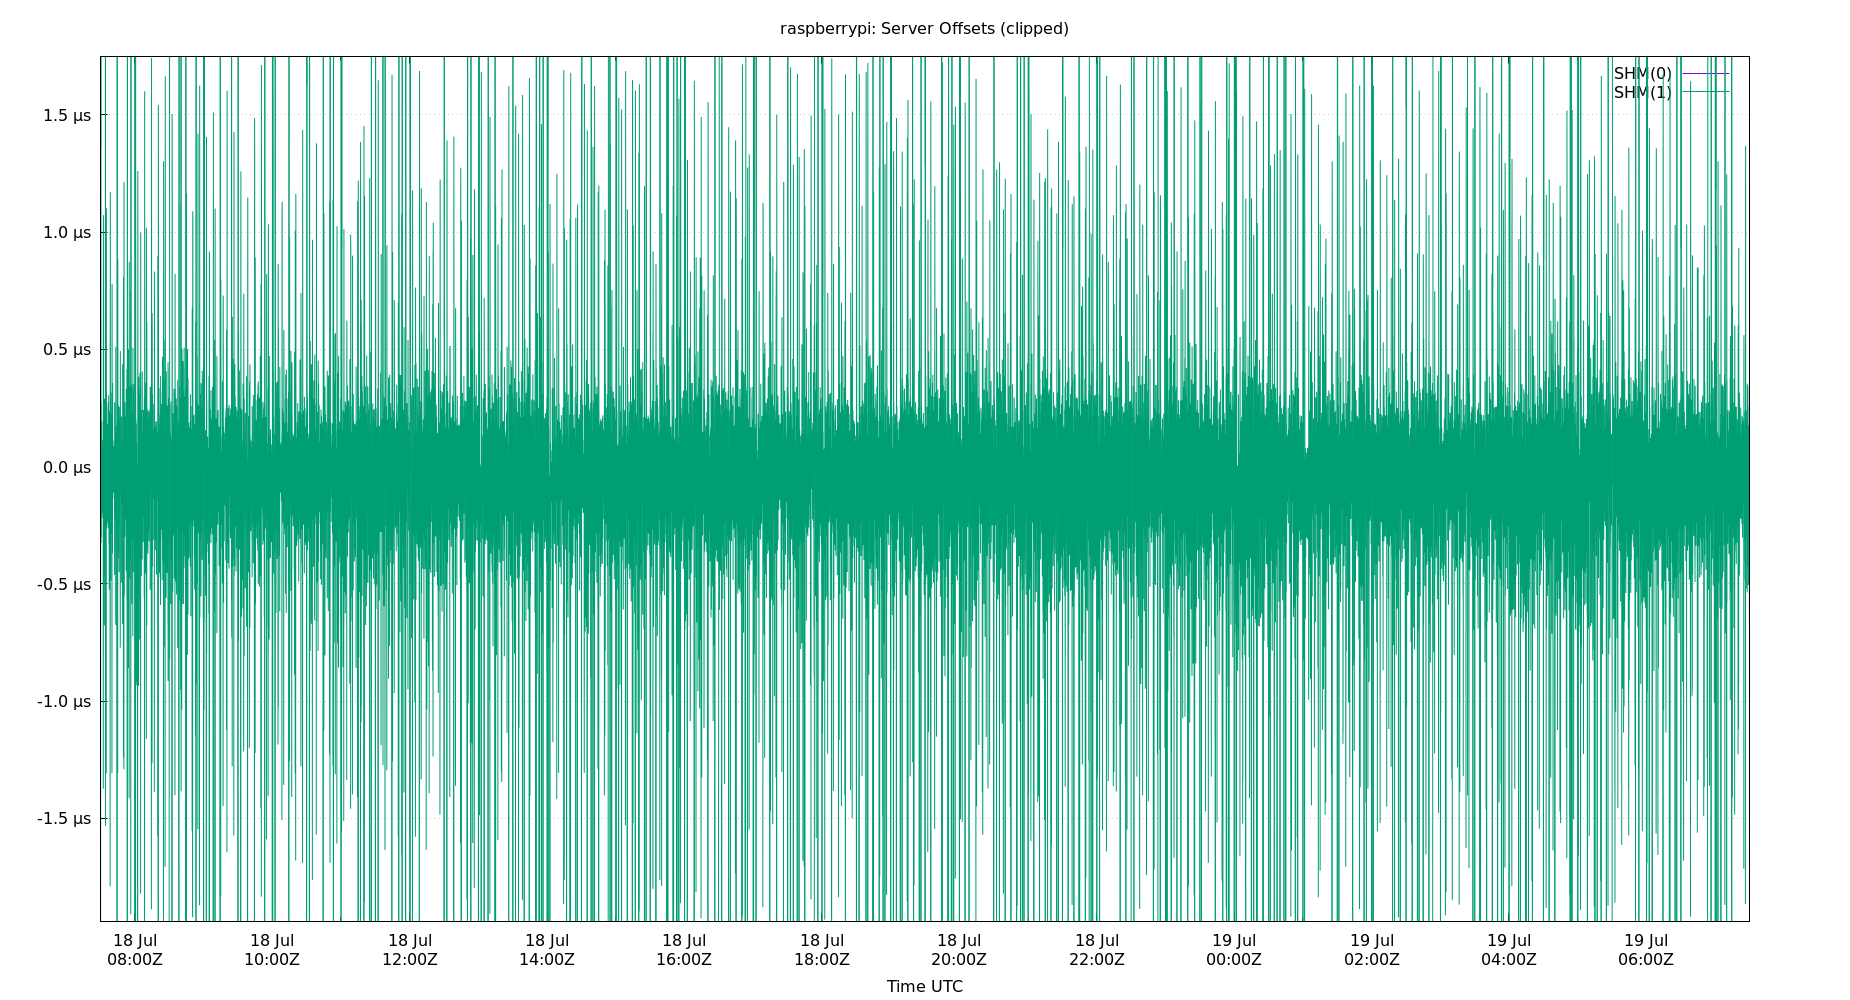 raspberrypi: Server Offsets (clipped)
SHM(0)
SHM(1)
1.5 µs
1.0 µs
0.5 µs
0.0 µs
-0.5 µs
-1.0 µs
-1.5 µs
18 Jul 18 Jul 18 Jul 18 Jul 18 Jul 18 Jul 18 Jul 18 Jul 19 Jul 19 Jul 19 Jul 19 Jul
08:00Z 10:00Z 12:00Z 14:00Z 16:00Z 18:00Z 20:00Z 22:00Z 00:00Z 02:00Z 04:00Z 06:00Z
Time UTC